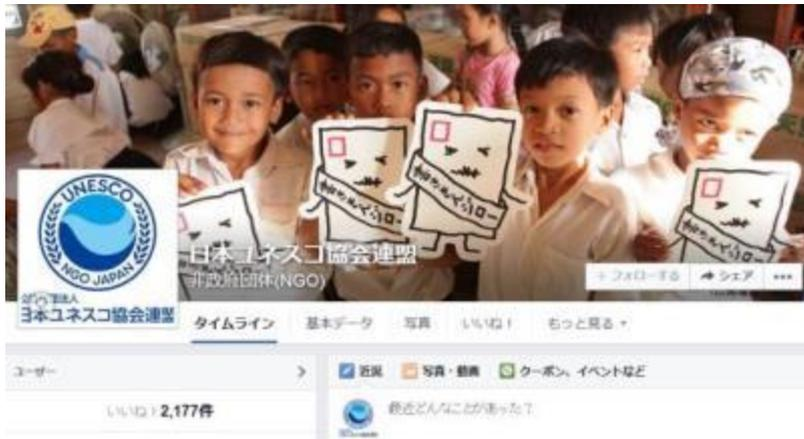 UNESCO
NGO JAPAN
日本ユネスコ協会連盟
日本ユネスコ協会連盟
非政府団体(NGO)
+ フォローする シェア •••
タイムライン 基本データ 写真 いいね! もっと見る
ユーザー
近況 写真・動画 クーポン、イベントなど
いいね! 2,177件
最近どんなことがあった?